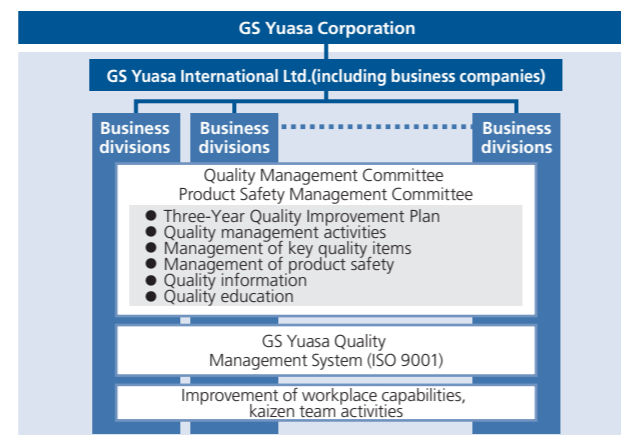 GS Yuasa Corporation
GS Yuasa International Ltd.(including business companies)
Business
divisions
Business
divisions
Business
divisions
Quality Management Committee
Product Safety Management Committee
● Three-Year Quality Improvement Plan
● Quality management activities
● Management of key quality items
● Management of product safety
● Quality information
● Quality education
GS Yuasa Quality
Management System (ISO 9001)
Improvement of workplace capabilities,
kaizen team activities